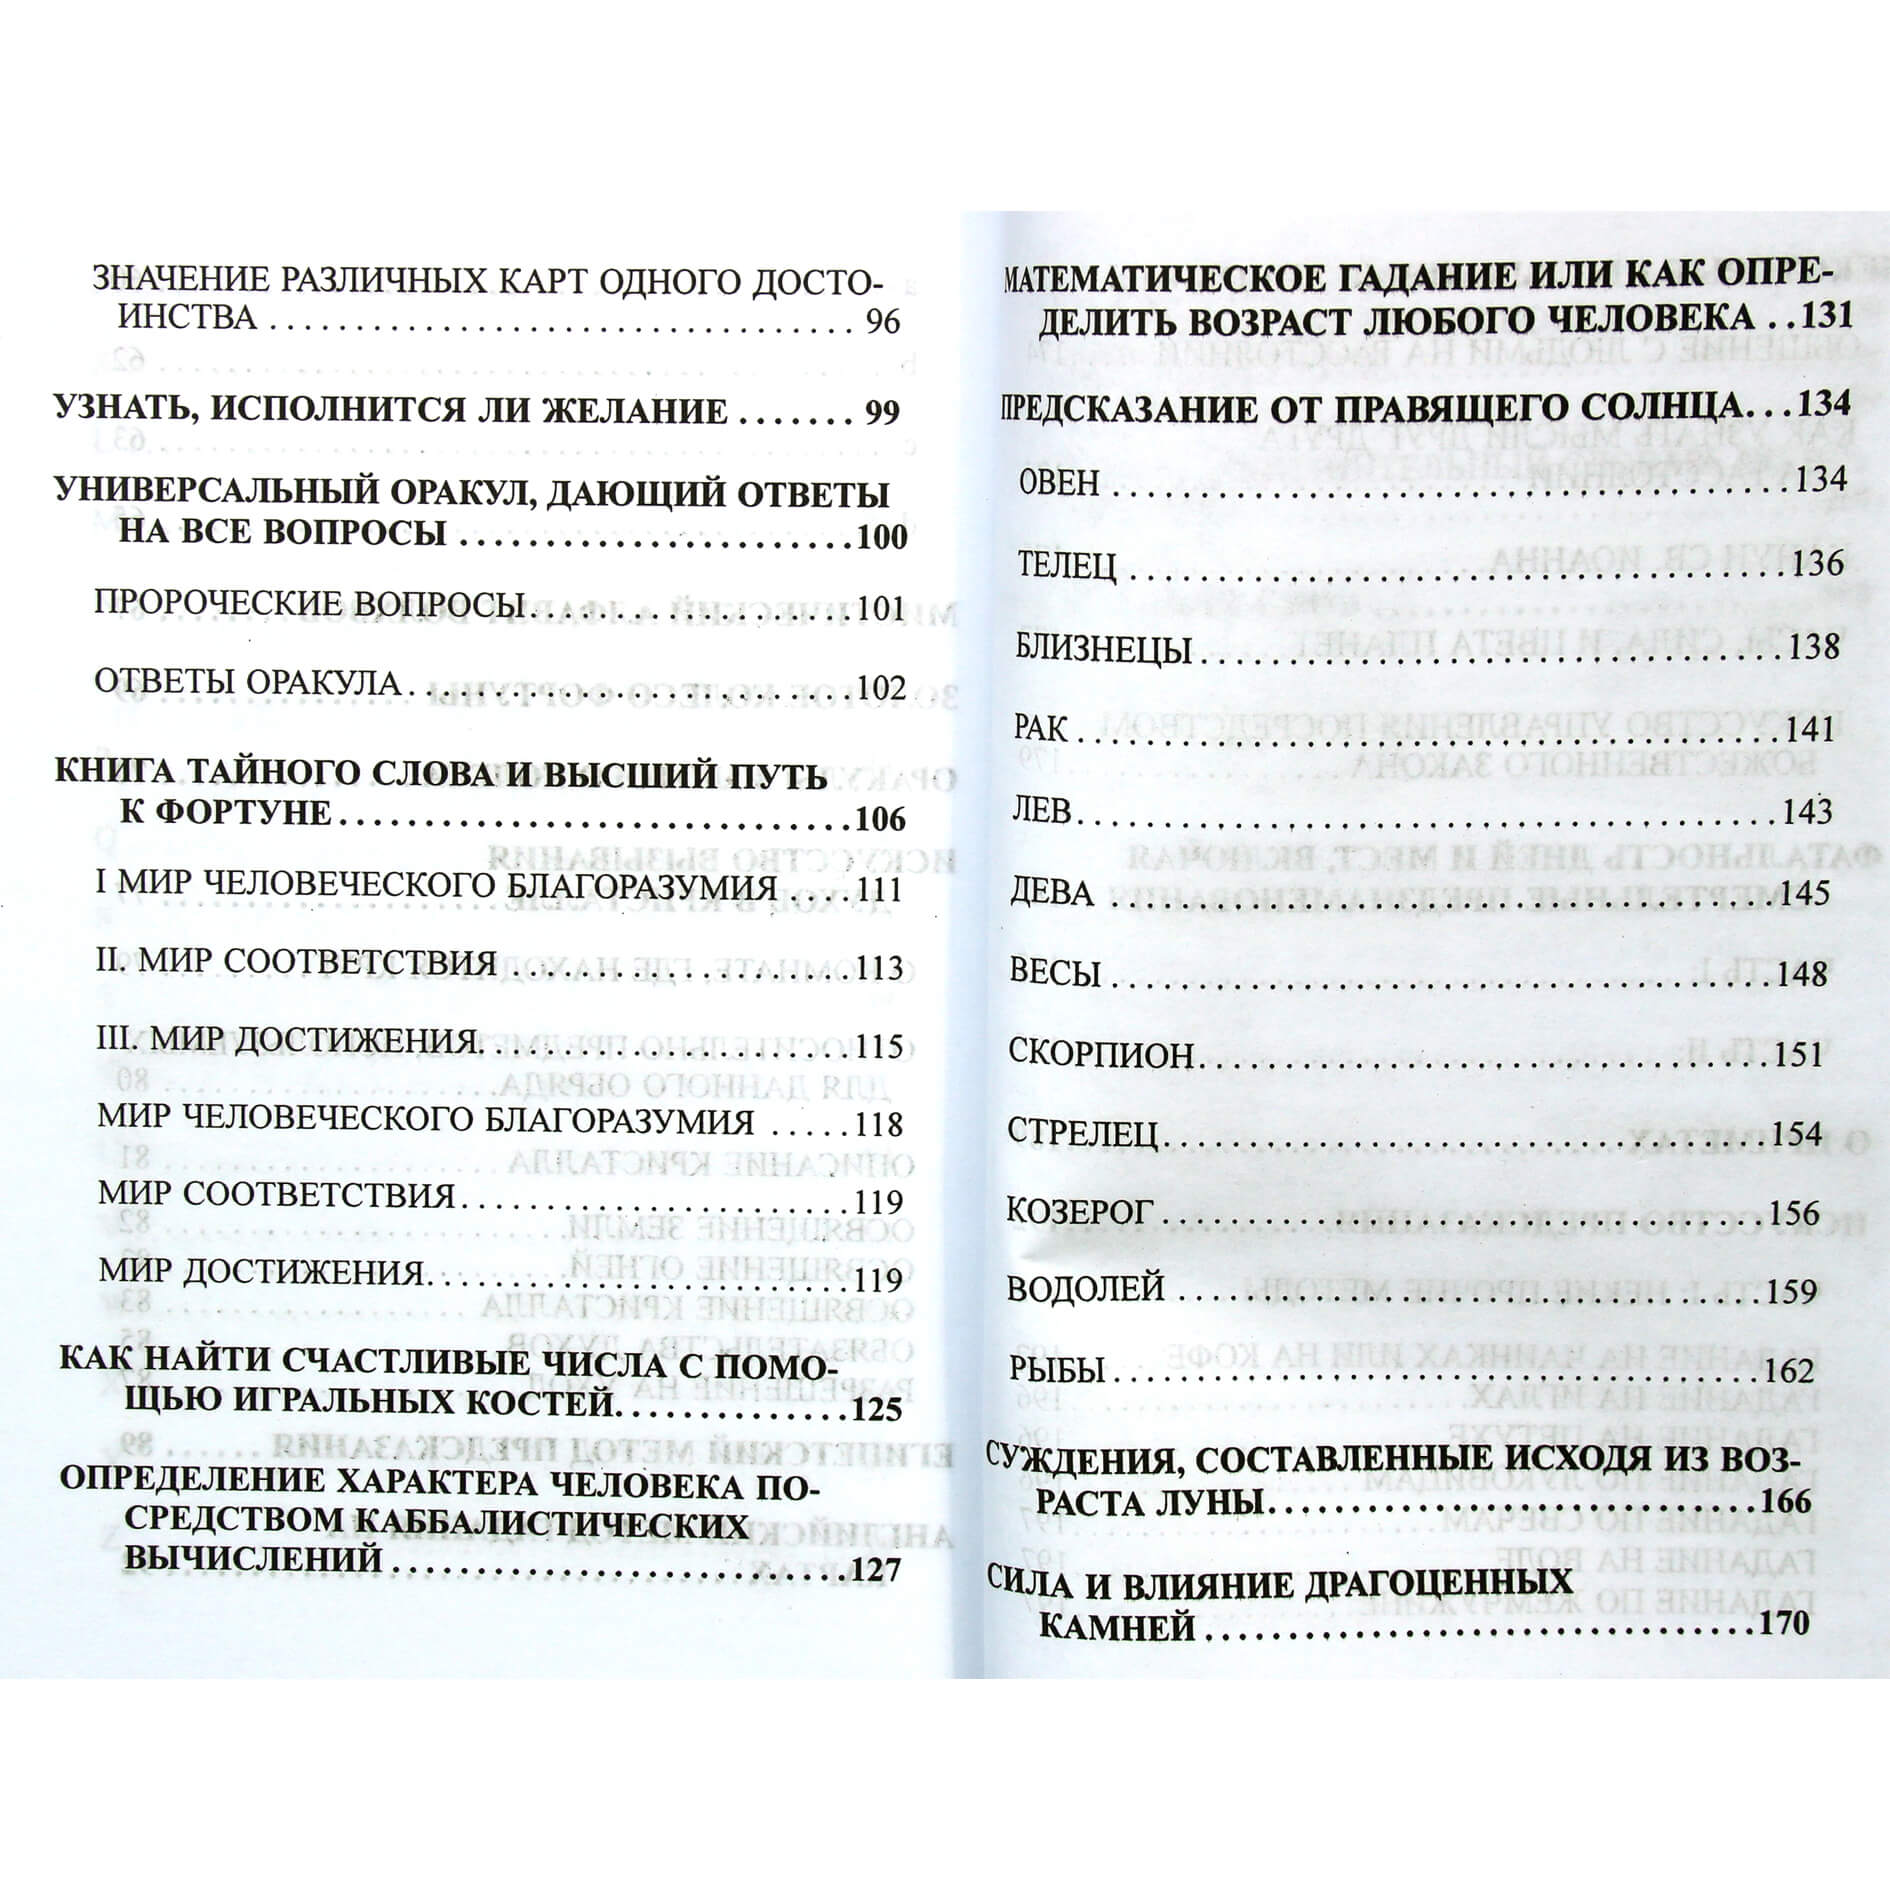 ЗНАЧЕНИЕ РАЗЛИЧНЫХ КАРТ ОДНОГО ДОСТО-
ИНСТВА .................................. 96
УЗНАТЬ, ИСПОЛНИТСЯ ЛИ ЖЕЛАНИЕ ....... 99
УНИВЕРСАЛЬНЫЙ ОРАКУЛ, ДАЮЩИЙ ОТВЕТЫ
НА ВСЕ ВОПРОСЫ .......................100
ПРОРОЧЕСКИЕ ВОПРОСЫ...................101
ОТВЕТЫ ОРАКУЛА..........................102
КНИГА ТАЙНОГО СЛОВА И ВЫСШИЙ ПУТЬ
К ФОРТУНЕ..............................106
I МИР ЧЕЛОВЕЧЕСКОГО БЛАГОРАЗУМИЯ ....111
II. МИР СООТВЕТСТВИЯ ....................113
III. МИР ДОСТИЖЕНИЯ......................115
МИР ЧЕЛОВЕЧЕСКОГО БЛАГОРАЗУМИЯ .....118
МИР СООТВЕТСТВИЯ.......................119
МИР ДОСТИЖЕНИЯ.........................119
КАК НАЙТИ СЧАСТЛИВЫЕ ЧИСЛА С ПОМО-
ЩЬЮ ИГРАЛЬНЫХ КОСТЕЙ..............125
ОПРЕДЕЛЕНИЕ ХАРАКТЕРА ЧЕЛОВЕКА ПО-
СРЕДСТВОМ КАББАЛИСТИЧЕСКИХ
ВЫЧИСЛЕНИЙ...........................127
МАТЕМАТИЧЕСКОЕ ГАДАНИЕ ИЛИ КАК ОПРЕ-
ДЕЛИТЬ ВОЗРАСТ ЛЮБОГО ЧЕЛОВЕКА ..131
ПРЕДСКАЗАНИЕ ОТ ПРАВЯЩЕГО СОЛНЦА...134
ОВЕН ........................................134
ТЕЛЕЦ .......................................136
БЛИЗНЕЦЫ..................................138
РАК .........................................141
ЛЕВ.........................................143
ДЕВА ........................................145
ВЕСЫ .......................................148
СКОРПИОН..................................151
СТРЕЛЕЦ....................................154
КОЗЕРОГ ....................................156
ВОДОЛЕЙ ...................................159
РЫБЫ ......................................162
СУЖДЕНИЯ, СОСТАВЛЕННЫЕ ИСХОДЯ ИЗ ВОЗ-
РАСТА ЛУНЫ.............................166
СИЛА И ВЛИЯНИЕ ДРАГОЦЕННЫХ
КАМНЕЙ .................................170